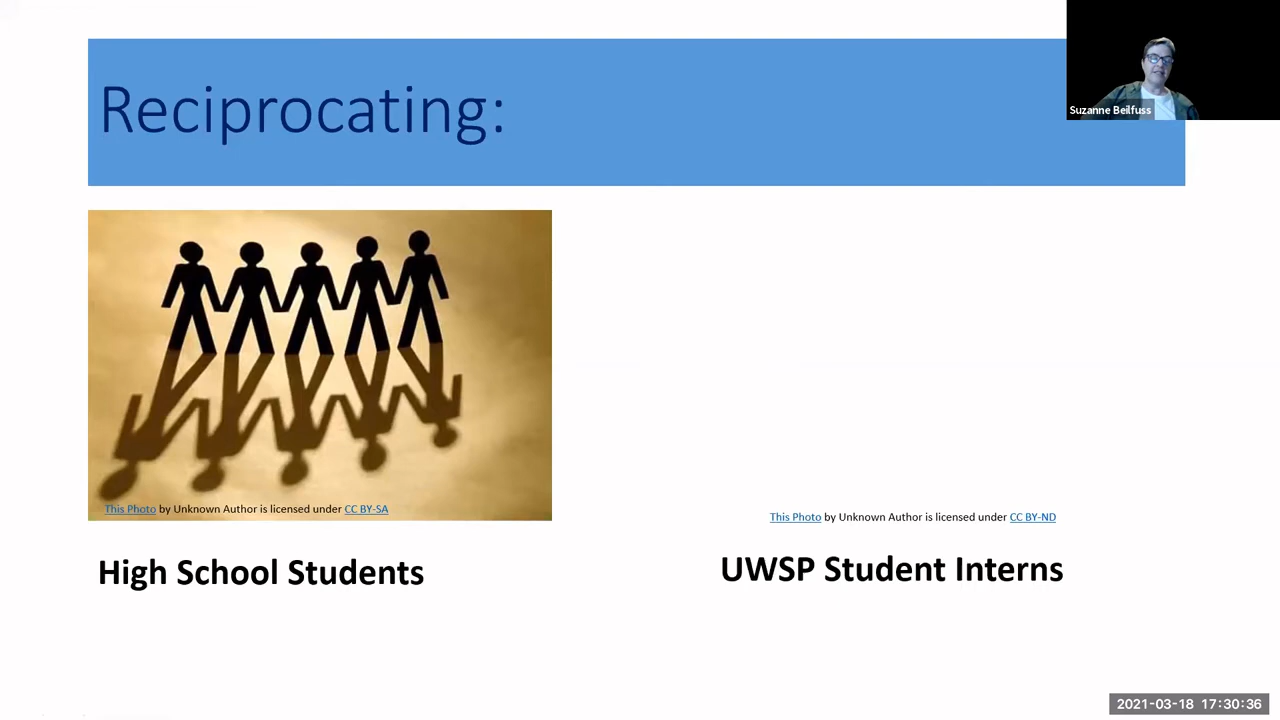 Reciprocating:
Suzanne Beilfuss
This Photo by Unknown Author is licensed under CC BY-SA
This Photo by Unknown Author is licensed under CC BY-ND
High School Students
UWSP Student Interns
2021-03-18 17:30:36